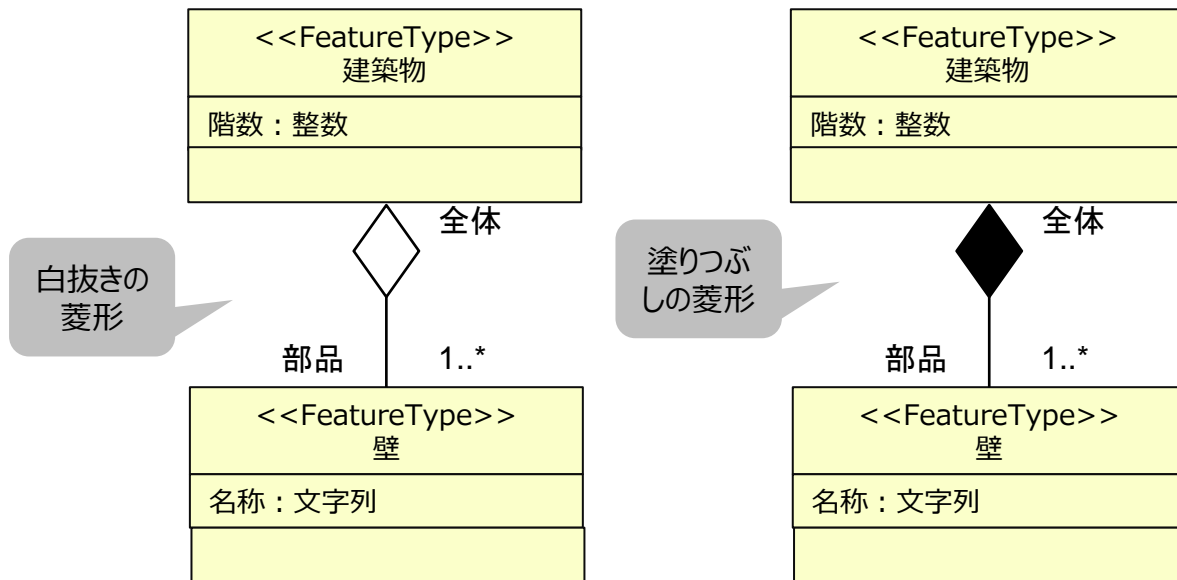 <<FeatureType>>
建築物
階数：整数
全体
白抜きの
菱形
部品
1..*
<<FeatureType>>
壁
名称：文字列
<<FeatureType>>
建築物
階数：整数
全体
塗りつぶ
しの菱形
部品
1..*
<<FeatureType>>
壁
名称：文字列